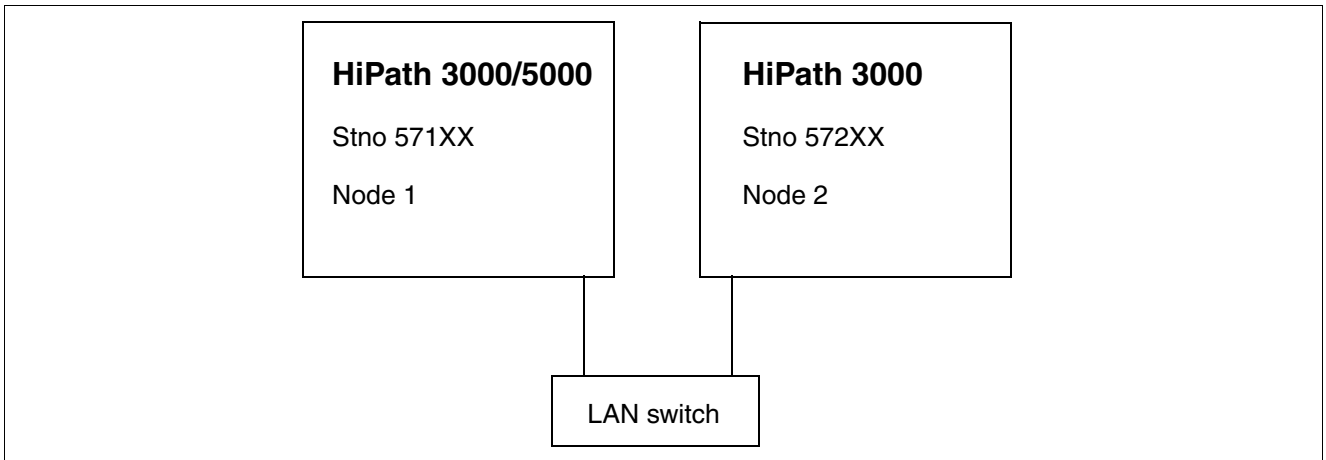 HiPath 3000/5000
Stno 571XX
Node 1
HiPath 3000
Stno 572XX
Node 2
LAN switch